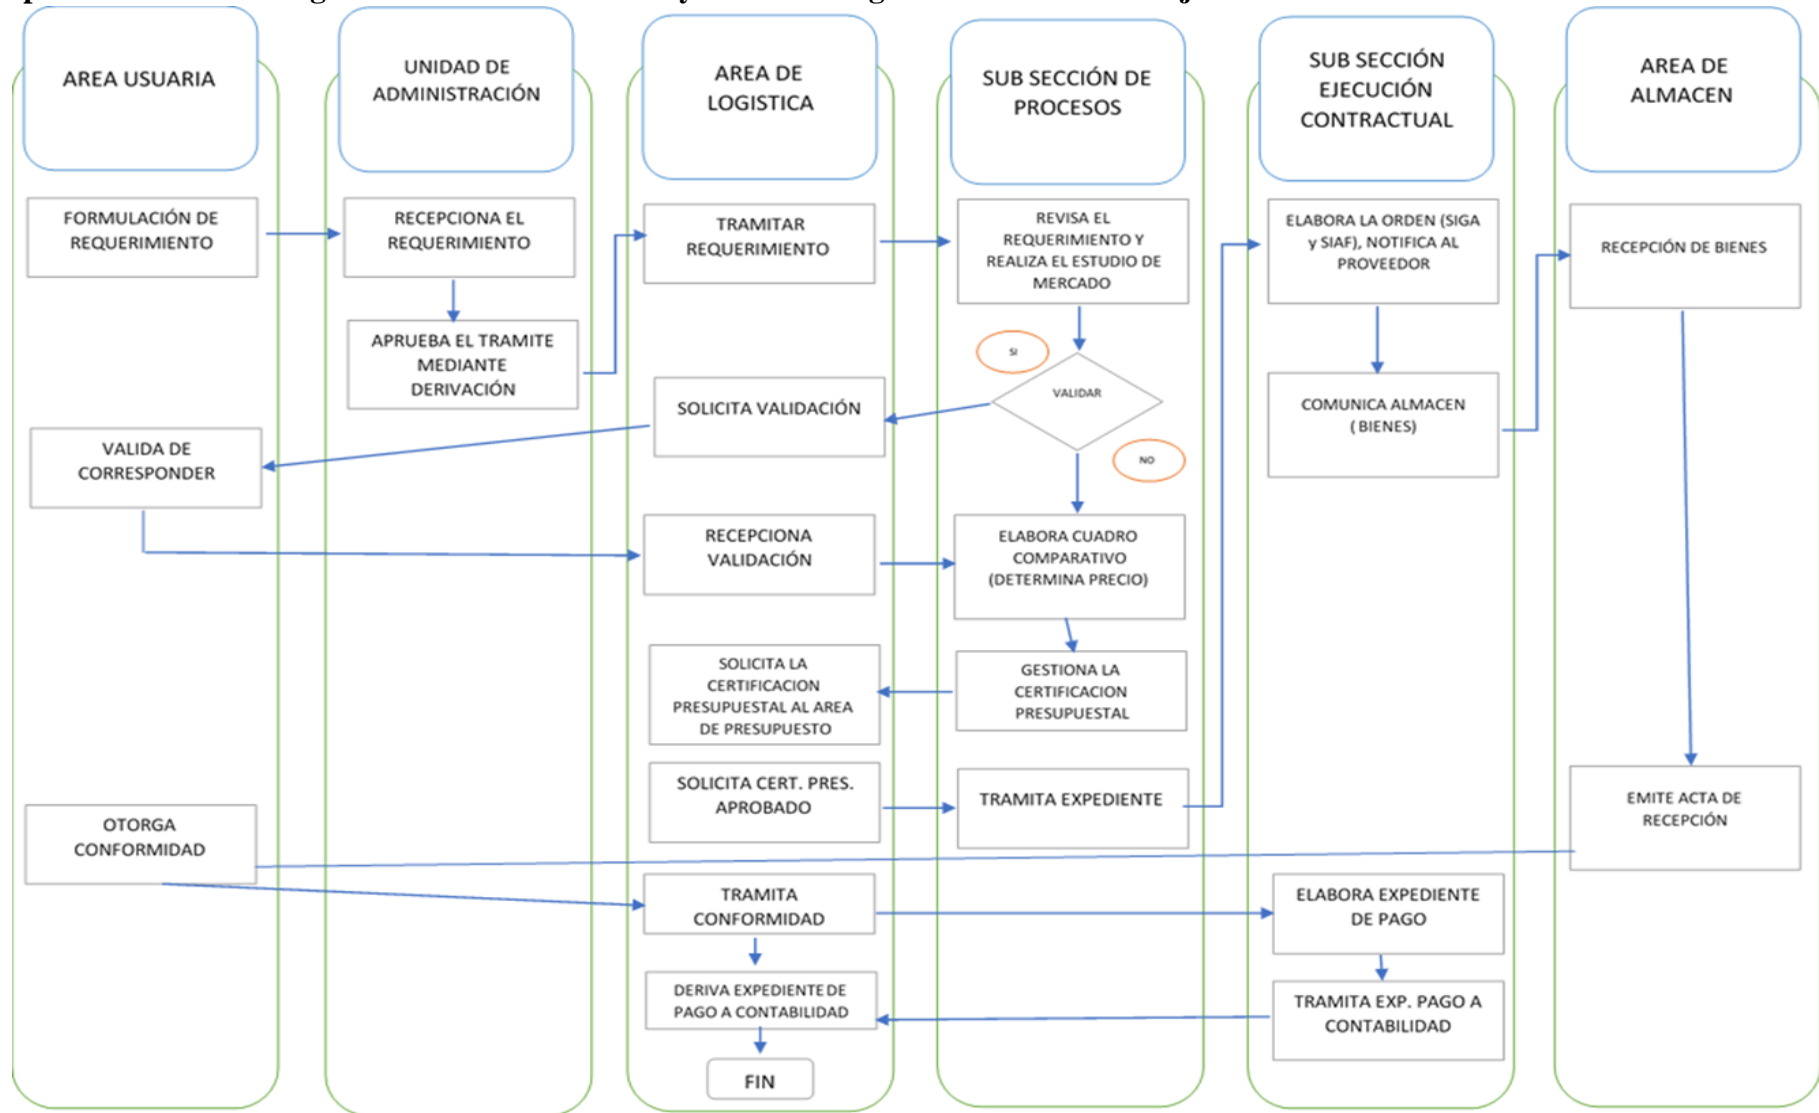 AREA USUARIA
UNIDAD DE
ADMINISTRACIÓN
AREA DE
LOGISTICA
SUB SECCIÓN DE
PROCESOS
SUB SECCIÓN
EJECUCIÓN
CONTRACTUAL
AREA DE
ALMACEN
FORMULACIÓN DE
REQUERIMIENTO
RECEPCIONA EL
REQUERIMIENTO
TRAMITAR
REQUERIMIENTO
REVISA EL
REQUERIMIENTO Y
REALIZA EL ESTUDIO DE
MERCADO
ELABORA LA ORDEN (SIGA
y SIAF), NOTIFICA AL
PROVEEDOR
RECEPCIÓN DE BIENES
APRUEBA EL TRAMITE
MEDIANTE
DERIVACIÓN
SI
VALIDAR
SOLICITA VALIDACIÓN
COMUNICA ALMACEN
( BIENES)
VALIDA DE
CORRESPONDER
NO
RECEPCIONA
VALIDACIÓN
ELABORA CUADRO
COMPARATIVO
(DETERMINA PRECIO)
SOLICITA LA
CERTIFICACION
PRESUPUESTAL AL AREA
DE PRESUPUESTO
GESTIONA LA
CERTIFICACION
PRESUPUESTAL
SOLICITA CERT. PRES.
APROBADO
TRAMITA EXPEDIENTE
EMITE ACTA DE
RECEPCIÓN
OTORGA
CONFORMIDAD
TRAMITA
CONFORMIDAD
ELABORA EXPEDIENTE
DE PAGO
DERIVA EXPEDIENTE DE
PAGO A CONTABILIDAD
TRAMITA EXP. PAGO A
CONTABILIDAD
FIN